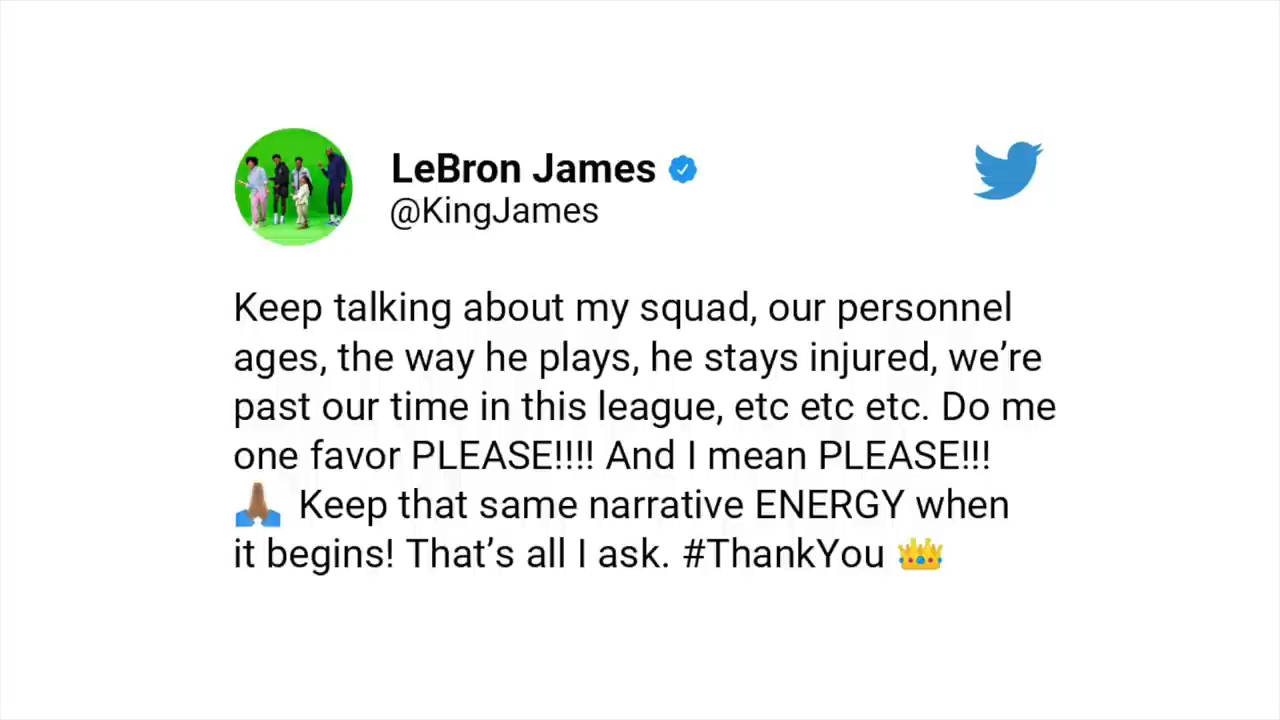 LeBron James
@KingJames
Keep talking about my squad, our personnel
ages, the way he plays, he stays injured, we’re
past our time in this league, etc etc etc. Do me
one favor PLEASE!!!! And I mean PLEASE!!!
🙏🏽 Keep that same narrative ENERGY when
it begins! That’s all I ask. #ThankYou 👑